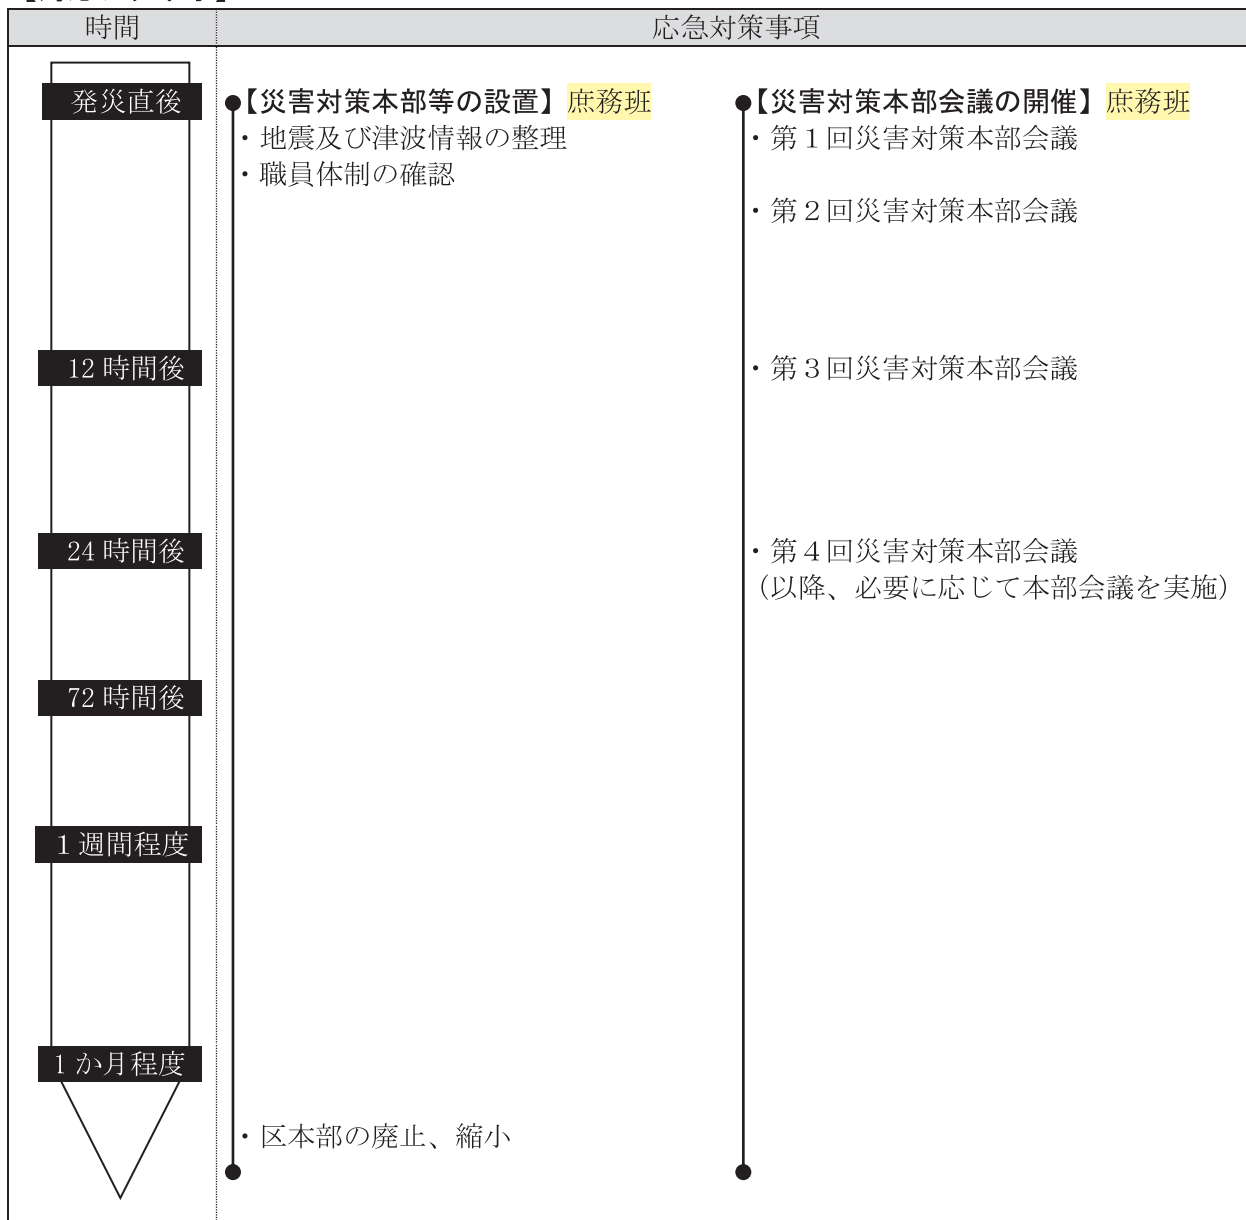 時間
応急対策事項
発災直後
●【災害対策本部等の設置】 庶務班
・地震及び津波情報の整理
・職員体制の確認
●【災害対策本部会議の開催】 庶務班
・第１回災害対策本部会議
・第２回災害対策本部会議
12 時間後
・第３回災害対策本部会議
24 時間後
・第４回災害対策本部会議
（以降、必要に応じて本部会議を実施）
72 時間後
１週間程度
１か月程度
・区本部の廃止、縮小